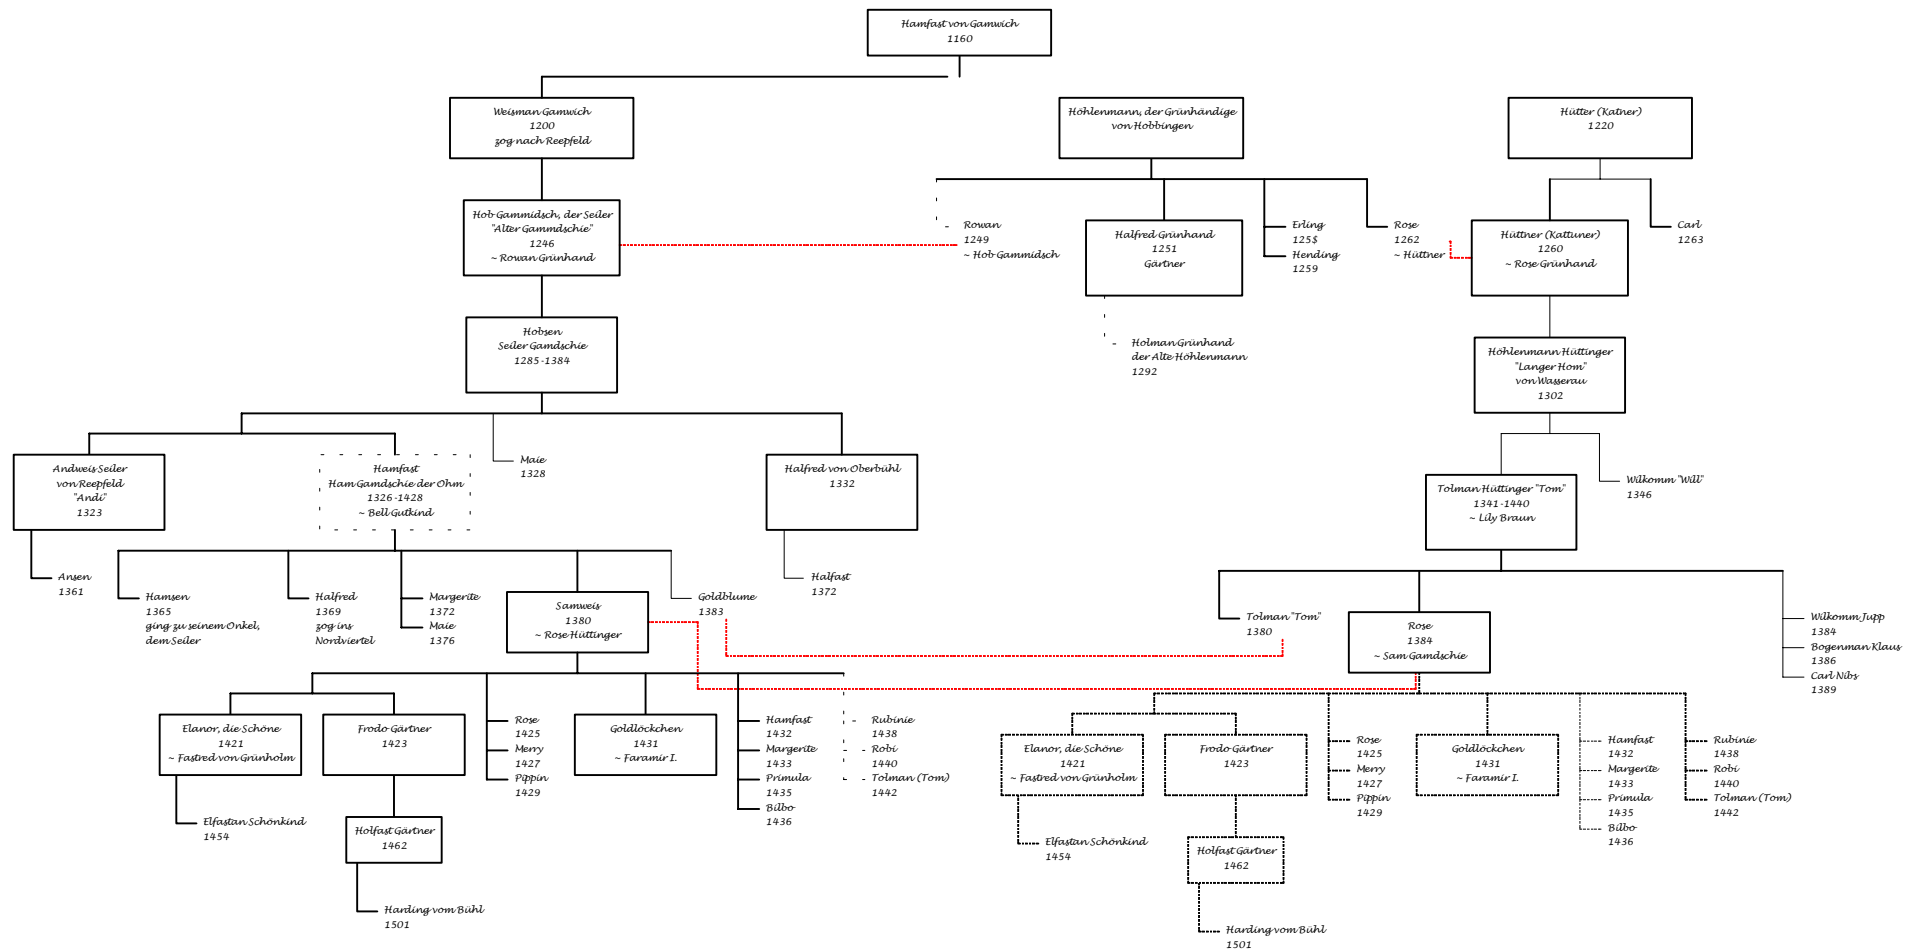 Hamfast von Gamwich
1160
Weisman Gamwich
1200
zog nach Reepfeld
Höhlenmann, der Grünhändige
von Hobbingen
Hütter (Katner)
1220
Hob Gammidsch, der Seiler
"Alter Gammdschie"
1246
~ Rowan Grünhand
Rowan
1249
~ Hob Gammidsch
Halfred Grünhand
1251
Gärtner
Erling
125$
Hending
1259
Rose
1262
~ Hüttner
Hüttner (Kattuner)
1260
~ Rose Grünhand
Carl
1263
Hobsen
Seiler Gamdschie
1285-1384
Holman Grünhand
der Alte Höhlenmann
1292
Höhlenmann Hüttinger
"Langer Hom"
von Wasserau
1302
Andweis Seiler
von Reepfeld
"Andi"
1323
Hamfast
Ham Gamdschie der Ohm
1326-1428
~ Bell Gutkind
Maie
1328
Halfred von Oberbühl
1332
Tolman Hüttinger "Tom"
1341-1440
~ Lily Braun
Wilkomm "Will"
1346
Ansen
1361
Hamsen
1365
ging zu seinem Onkel,
dem Seiler
Halfred
1369
zog ins
Nordviertel
Margerite
1372
Maie
1376
Samweis
1380
~ Rose Hüttinger
Goldblume
1383
Halfast
1372
Tolman "Tom"
1380
Rose
1384
~ Sam Gamdschie
Wilkomm Jupp
1384
Bogenman Klaus
1386
Carl Nibs
1389
Elanor, die Schöne
1421
~ Fastred von Grünholm
Frodo Gärtner
1423
Rose
1425
Merry
1427
Pippin
1429
Goldlöckchen
1431
~ Faramir I.
Hamfast
1432
Margerite
1433
Primula
1435
Bilbo
1436
Rubinie
1438
Robi
1440
Tolman (Tom)
1442
Elfastan Schönkind
1454
Holfast Gärtner
1462
Harding vom Bühl
1501
Elanor, die Schöne
1421
~ Fastred von Grünholm
Frodo Gärtner
1423
Rose
1425
Merry
1427
Pippin
1429
Goldlöckchen
1431
~ Faramir I.
Hamfast
1432
Margerite
1433
Primula
1435
Bilbo
1436
Rubinie
1438
Robi
1440
Tolman (Tom)
1442
Elfastan Schönkind
1454
Holfast Gärtner
1462
Harding vom Bühl
1501